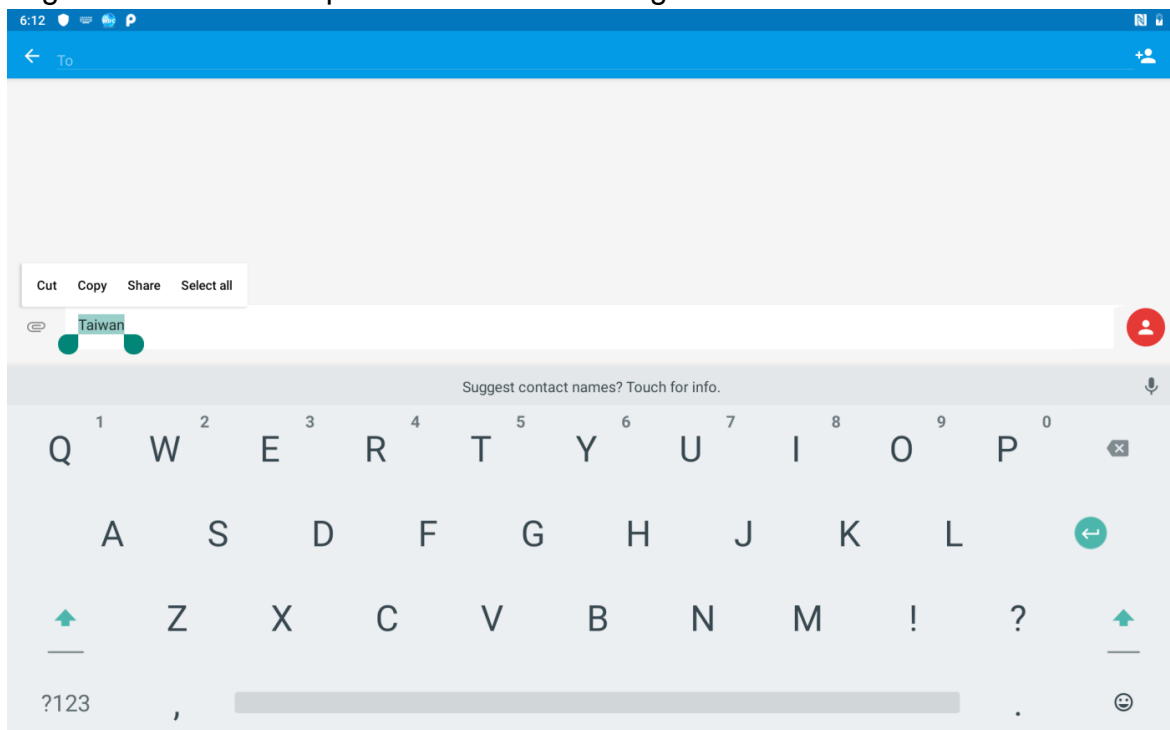 6:12
To
Cut Copy Share Select all
Taiwan
Suggest contact names? Touch for info.
Q 1 W 2 E 3 R 4 T 5 Y 6 U 7 I 8 O 9 P 0
A S D F G H J K L
Z X C V B N M ! ?
?123 , .